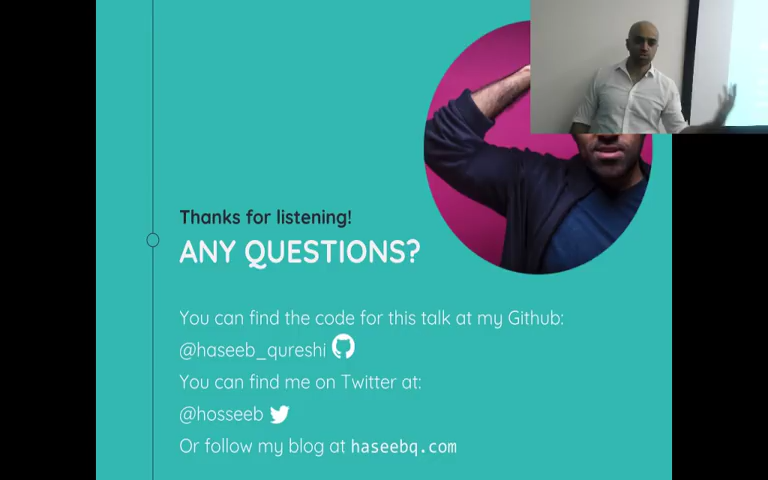 Thanks for listening!
ANY QUESTIONS?
You can find the code for this talk at my Github:
@haseeb_qureshi
You can find me on Twitter at:
@hosseeb
Or follow my blog at haseebq.com